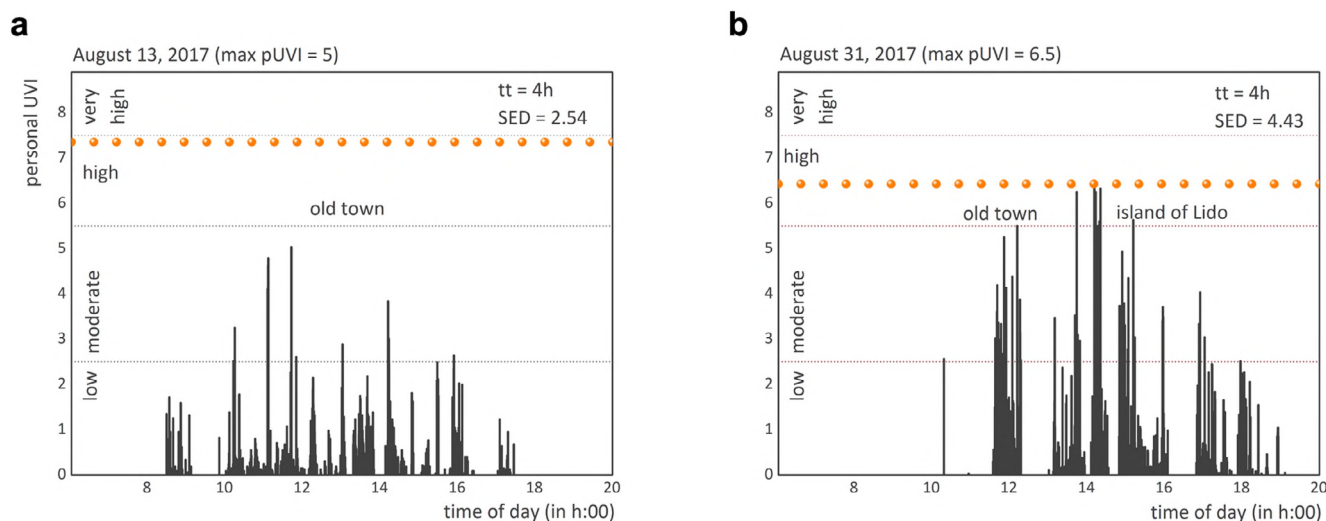 a
August 13, 2017 (max pUVI = 5)
personal UVI
very
high
tt = 4h
SED = 2.54
high
old town
moderate
low
8
7
6
5
4
3
2
1
0
8
10
12
14
16
18
20
time of day (in h:00)
b
August 31, 2017 (max pUVI = 6.5)
very
high
tt = 4h
SED = 4.43
high
old town
island of Lido
moderate
low
8
7
6
5
4
3
2
1
0
8
10
12
14
16
18
20
time of day (in h:00)